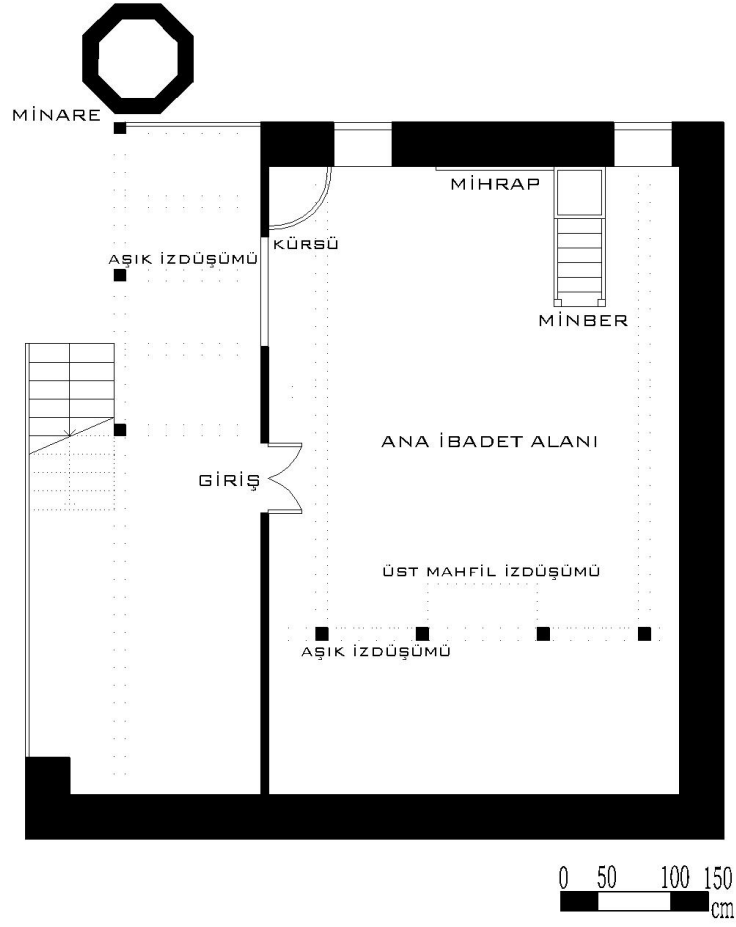 MİNARE
MİHRAP
KÜRSÜ
AŞIK İZDÜŞÜMÜ
MİNBER
ANA İBADET ALANI
GİRİŞ
ÜST MAHFİL İZDÜŞÜMÜ
AŞIK İZDÜŞÜMÜ
0 50 100 150
cm